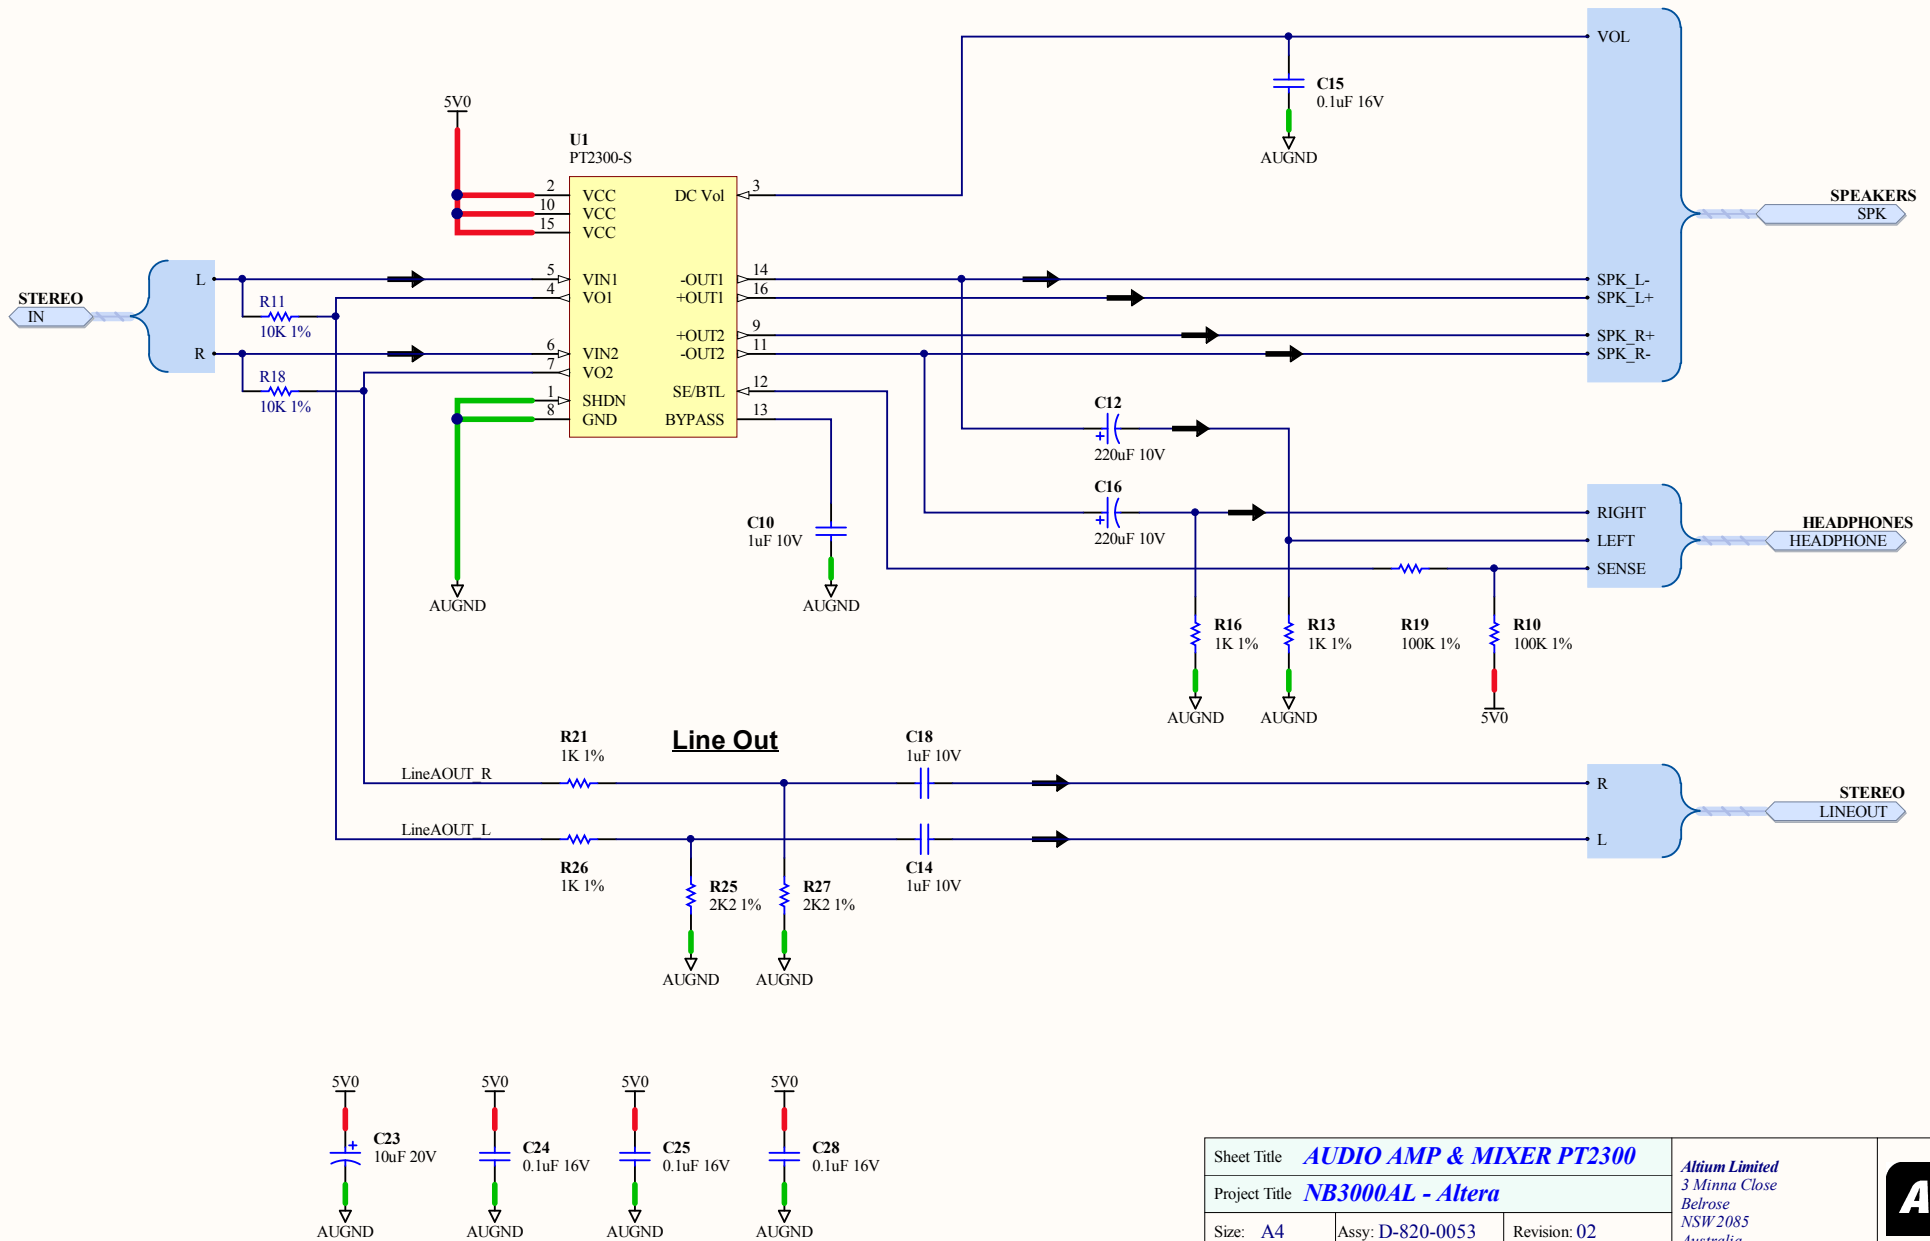 VOL
C15
0.1uF 16V
AUGND
5V0
U1
PT2300-S
2 VCC
10 VCC
15 VCC
DC Vol 3
SPEAKERS
SPK
5 VIN1
4 VO1
6 VIN2
7 VO2
1 SHDN
8 GND
-OUT1 14
+OUT1 16
+OUT2 9
-OUT2 11
SE/BTL 12
BYPASS 13
SPK_L-
SPK_L+
SPK_R+
SPK_R-
STEREO
IN
L
R11
10K 1%
R
R18
10K 1%
C12
+
220uF 10V
C16
+
220uF 10V
C10
1uF 10V
AUGND
AUGND
RIGHT
LEFT
SENSE
HEADPHONES
HEADPHONE
R16
1K 1%
R13
1K 1%
R19
100K 1%
R10
100K 1%
AUGND
AUGND
5V0
Line Out
R21
1K 1%
C18
1uF 10V
LineAOUT_R
LineAOUT_L
R26
1K 1%
C14
1uF 10V
R
L
STEREO
LINEOUT
R25
2K2 1%
R27
2K2 1%
AUGND
AUGND
5V0
5V0
5V0
5V0
+
C23
10uF 20V
C24
0.1uF 16V
C25
0.1uF 16V
C28
0.1uF 16V
AUGND
AUGND
AUGND
AUGND
Sheet Title AUDIO AMP & MIXER PT2300
Project Title NB3000AL - Altera
Size: A4 Assy: D-820-0053 Revision: 02
Altium Limited
3 Minna Close
Belrose
NSW 2085
Australia
A